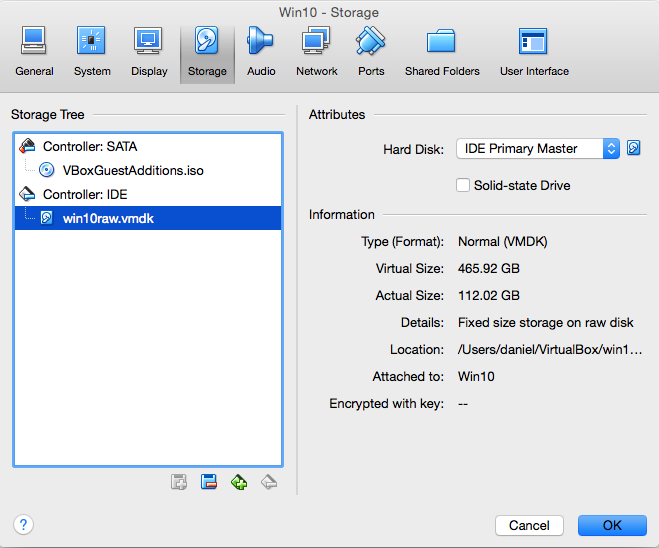 Win10 - Storage
General System Display Storage Audio Network Ports Shared Folders User Interface
Storage Tree
Controller: SATA
VBoxGuestAdditions.iso
Controller: IDE
win10raw.vmdk
Attributes
Hard Disk: IDE Primary Master
Solid-state Drive
Information
Type (Format): Normal (VMDK)
Virtual Size: 465.92 GB
Actual Size: 112.02 GB
Details: Fixed size storage on raw disk
Location: /Users/daniel/VirtualBox/win1...
Attached to: Win10
Encrypted with key: --
? Cancel OK